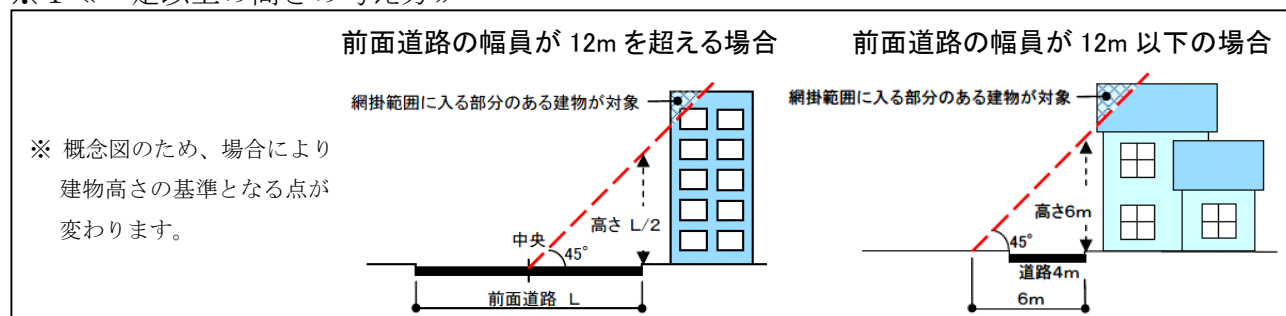 前面道路の幅員が 12m を超える場合
前面道路の幅員が 12m 以下の場合
網掛範囲に入る部分のある建物が対象
網掛範囲に入る部分のある建物が対象
※ 概念図のため、場合により
建物高さの基準となる点が
変わります。
高さ L/2
中央
45°
前面道路 L
高さ6m
45°
道路4m
6m